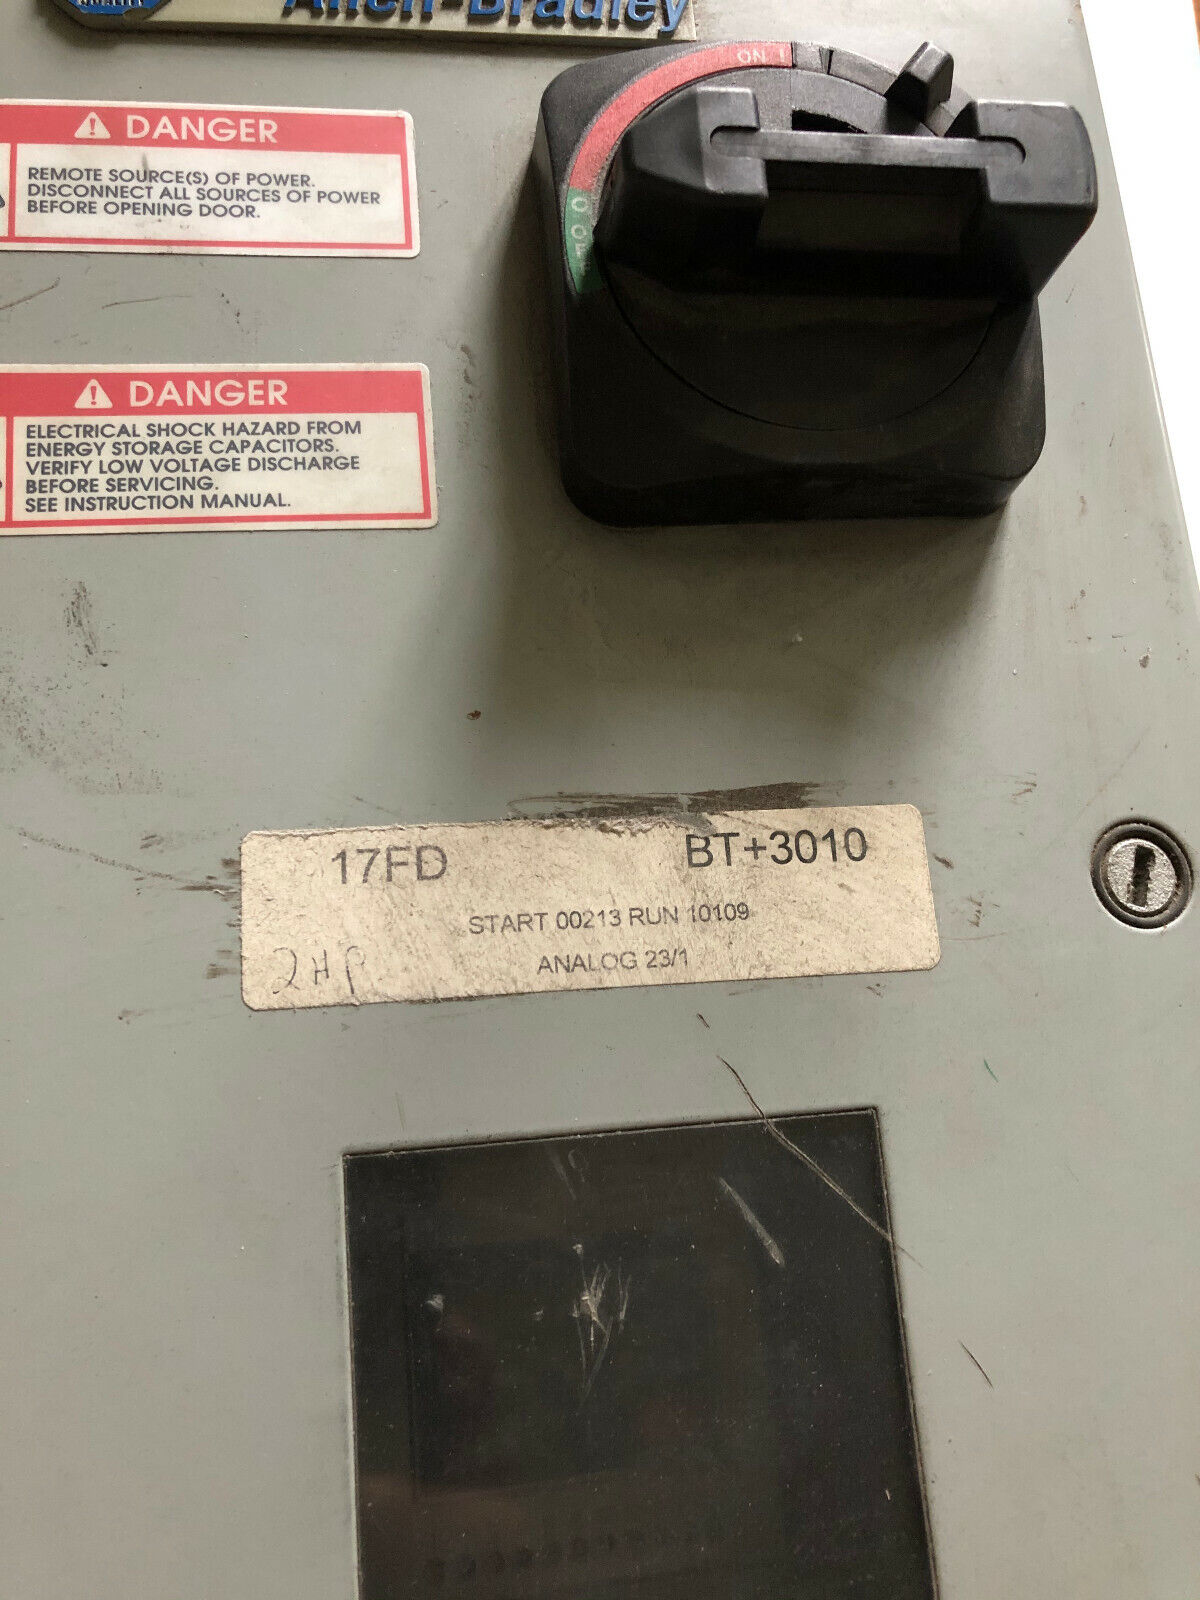 QUALITY
Allen-Bradley
ON I
O OFF
DANGER
REMOTE SOURCE(S) OF POWER.
DISCONNECT ALL SOURCES OF POWER
BEFORE OPENING DOOR.
DANGER
ELECTRICAL SHOCK HAZARD FROM
ENERGY STORAGE CAPACITORS.
VERIFY LOW VOLTAGE DISCHARGE
BEFORE SERVICING.
SEE INSTRUCTION MANUAL.
17FD BT+3010
START 00213 RUN 10109
ANALOG 23/1
2HP